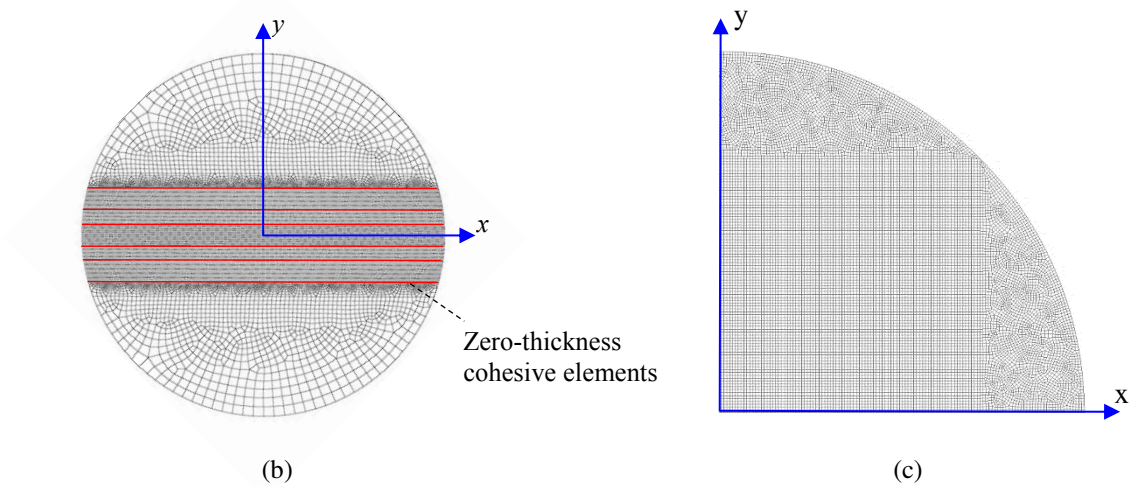 y
x
Zero-thickness
cohesive elements
(b)
y
x
(c)